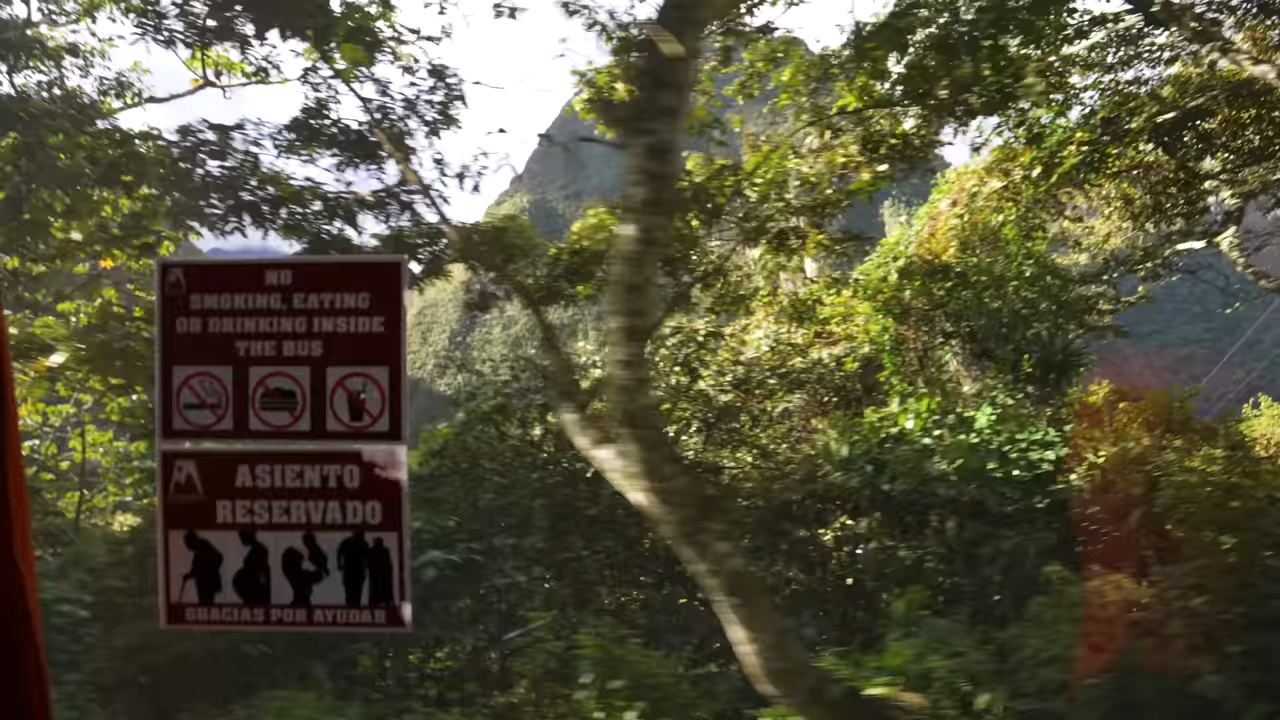 NO
SMOKING, EATING
OR DRINKING INSIDE
THE BUS
ASIENTO
RESERVADO
GRACIAS POR AYUDAR